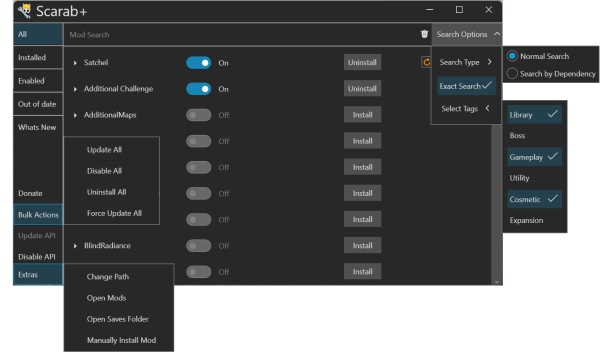 Scarab+
All
Mod Search
Search Options
Installed
Satchel
On
Uninstall
Search Type
Normal Search
Search by Dependency
Enabled
Additional Challenge
On
Uninstall
Exact Search
Out of date
AdditionalMaps
Off
Install
Select Tags
Library
Whats New
Off
Install
Boss
Update All
Gameplay
Disable All
Off
Install
Utility
Donate
Uninstall All
Off
Install
Cosmetic
Bulk Actions
Force Update All
Off
Install
Expansion
Update API
BlindRadiance
Off
Install
Disable API
Extras
Change Path
Off
Install
Open Mods
Open Saves Folder
Manually Install Mod